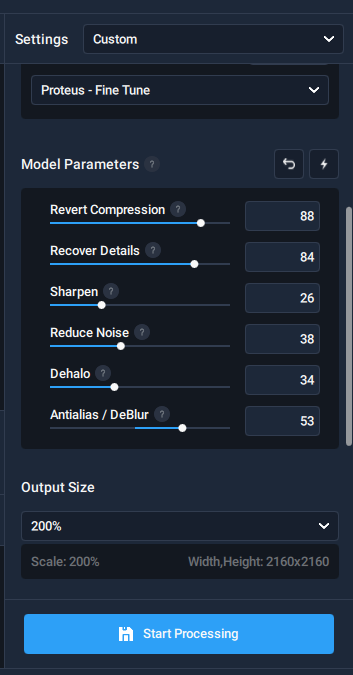 Settings Custom
Proteus - Fine Tune
Model Parameters ?
Revert Compression ? 88
Recover Details ? 84
Sharpen ? 26
Reduce Noise ? 38
Dehalo ? 34
Antialias / DeBlur ? 53
Output Size
200%
Scale: 200% Width,Height: 2160x2160
Start Processing